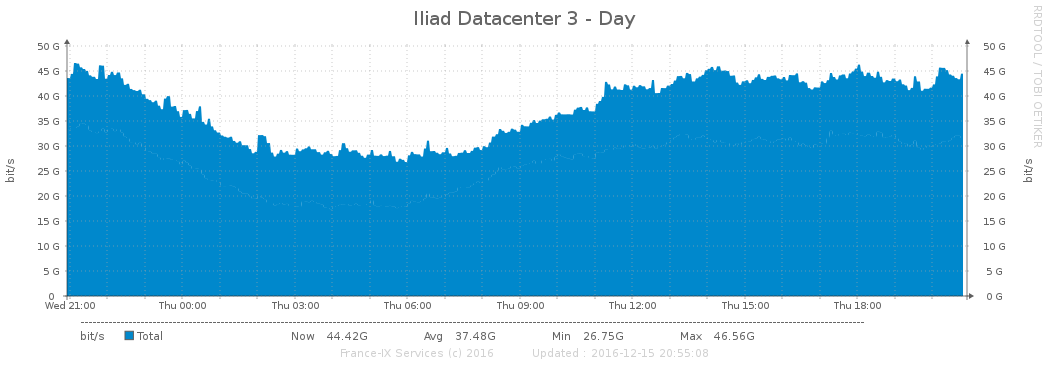 Iliad Datacenter 3 - Day
RRDTOOL / TOBI OETIKER
50 G 50 G
45 G 45 G
40 G 40 G
35 G 35 G
30 G 30 G
25 G 25 G
20 G 20 G
15 G 15 G
10 G 10 G
5 G 5 G
0 0 G
bit/s bit/s
Wed 21:00 Thu 00:00 Thu 03:00 Thu 06:00 Thu 09:00 Thu 12:00 Thu 15:00 Thu 18:00
bit/s Total Now 44.42G Avg 37.48G Min 26.75G Max 46.56G
France-IX Services (c) 2016 Updated : 2016-12-15 20:55:08